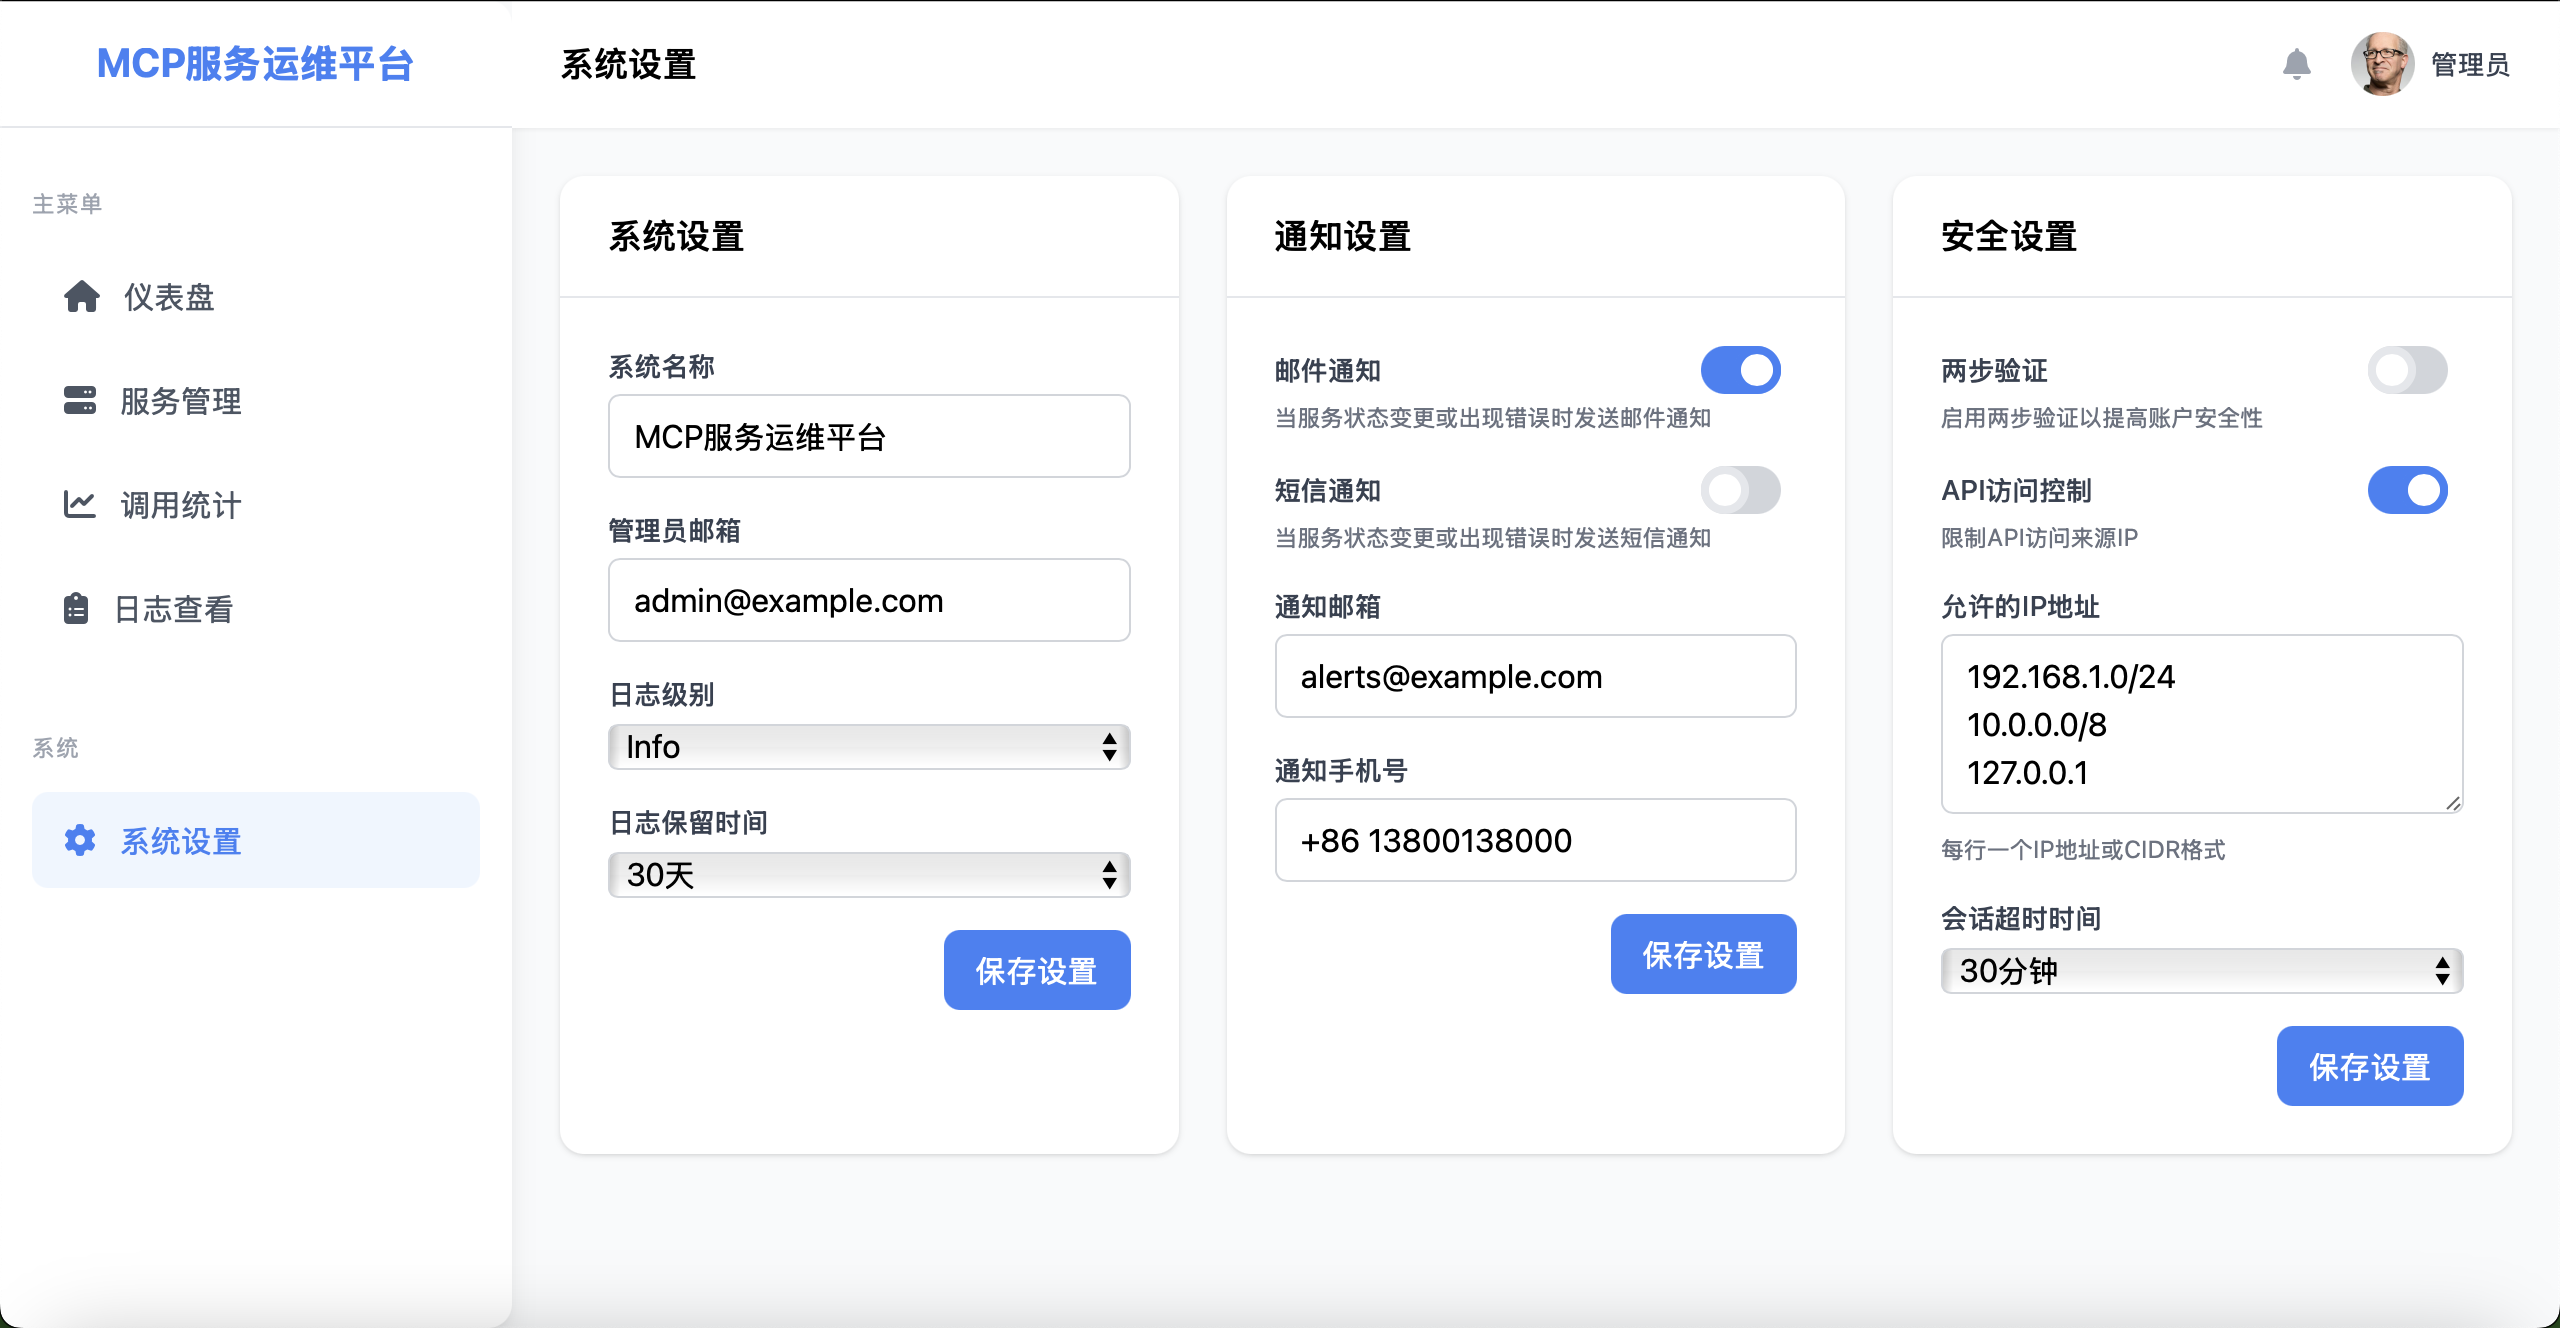 MCP服务运维平台
系统设置
管理员
主菜单
仪表盘
服务管理
调用统计
日志查看
系统
系统设置
系统设置
系统名称
MCP服务运维平台
管理员邮箱
admin@example.com
日志级别
Info
日志保留时间
30天
保存设置
通知设置
邮件通知
当服务状态变更或出现错误时发送邮件通知
短信通知
当服务状态变更或出现错误时发送短信通知
通知邮箱
alerts@example.com
通知手机号
+86 13800138000
保存设置
安全设置
两步验证
启用两步验证以提高账户安全性
API访问控制
限制API访问来源IP
允许的IP地址
192.168.1.0/24
10.0.0.0/8
127.0.0.1
每行一个IP地址或CIDR格式
会话超时时间
30分钟
保存设置